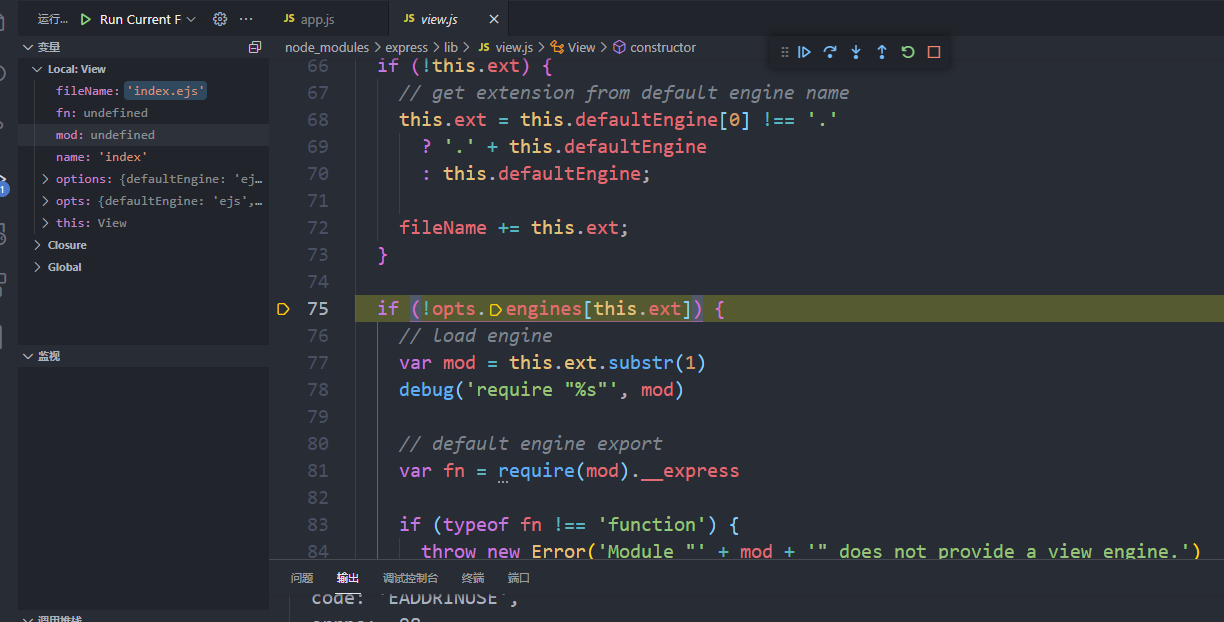 运行... Run Current F ···
JS app.js
JS view.js
变量
Local: View
fileName: 'index.ejs'
fn: undefined
mod: undefined
name: 'index'
options: {defaultEngine: 'ej…
opts: {defaultEngine: 'ejs',…
this: View
Closure
Global
监视
调用堆栈
1
node_modules > express > lib > JS view.js > View > constructor
66 if (!this.ext) {
67 // get extension from default engine name
68 this.ext = this.defaultEngine[0] !== '.'
69 ? '.' + this.defaultEngine
70 : this.defaultEngine;
71
72 fileName += this.ext;
73 }
74
75 if (!opts.engines[this.ext]) {
76 // load engine
77 var mod = this.ext.substr(1)
78 debug('require "%s"', mod)
79
80 // default engine export
81 var fn = require(mod).__express
82
83 if (typeof fn !== 'function') {
84 throw new Error('Module "' + mod + '" does not provide a view engine.')
问题 输出 调试控制台 终端 端口
code: 'EADDRINUSE',